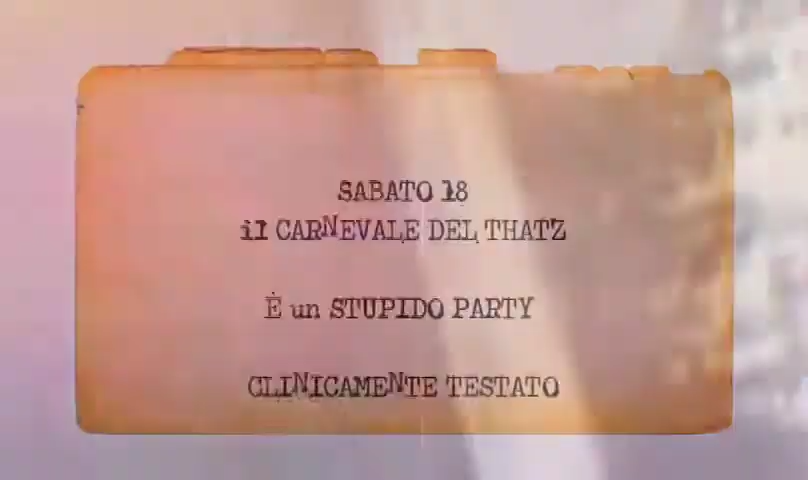 SABATO 18
il CARNEVALE DEL THATZ
È un STUPIDO PARTY
CLINICAMENTE TESTATO